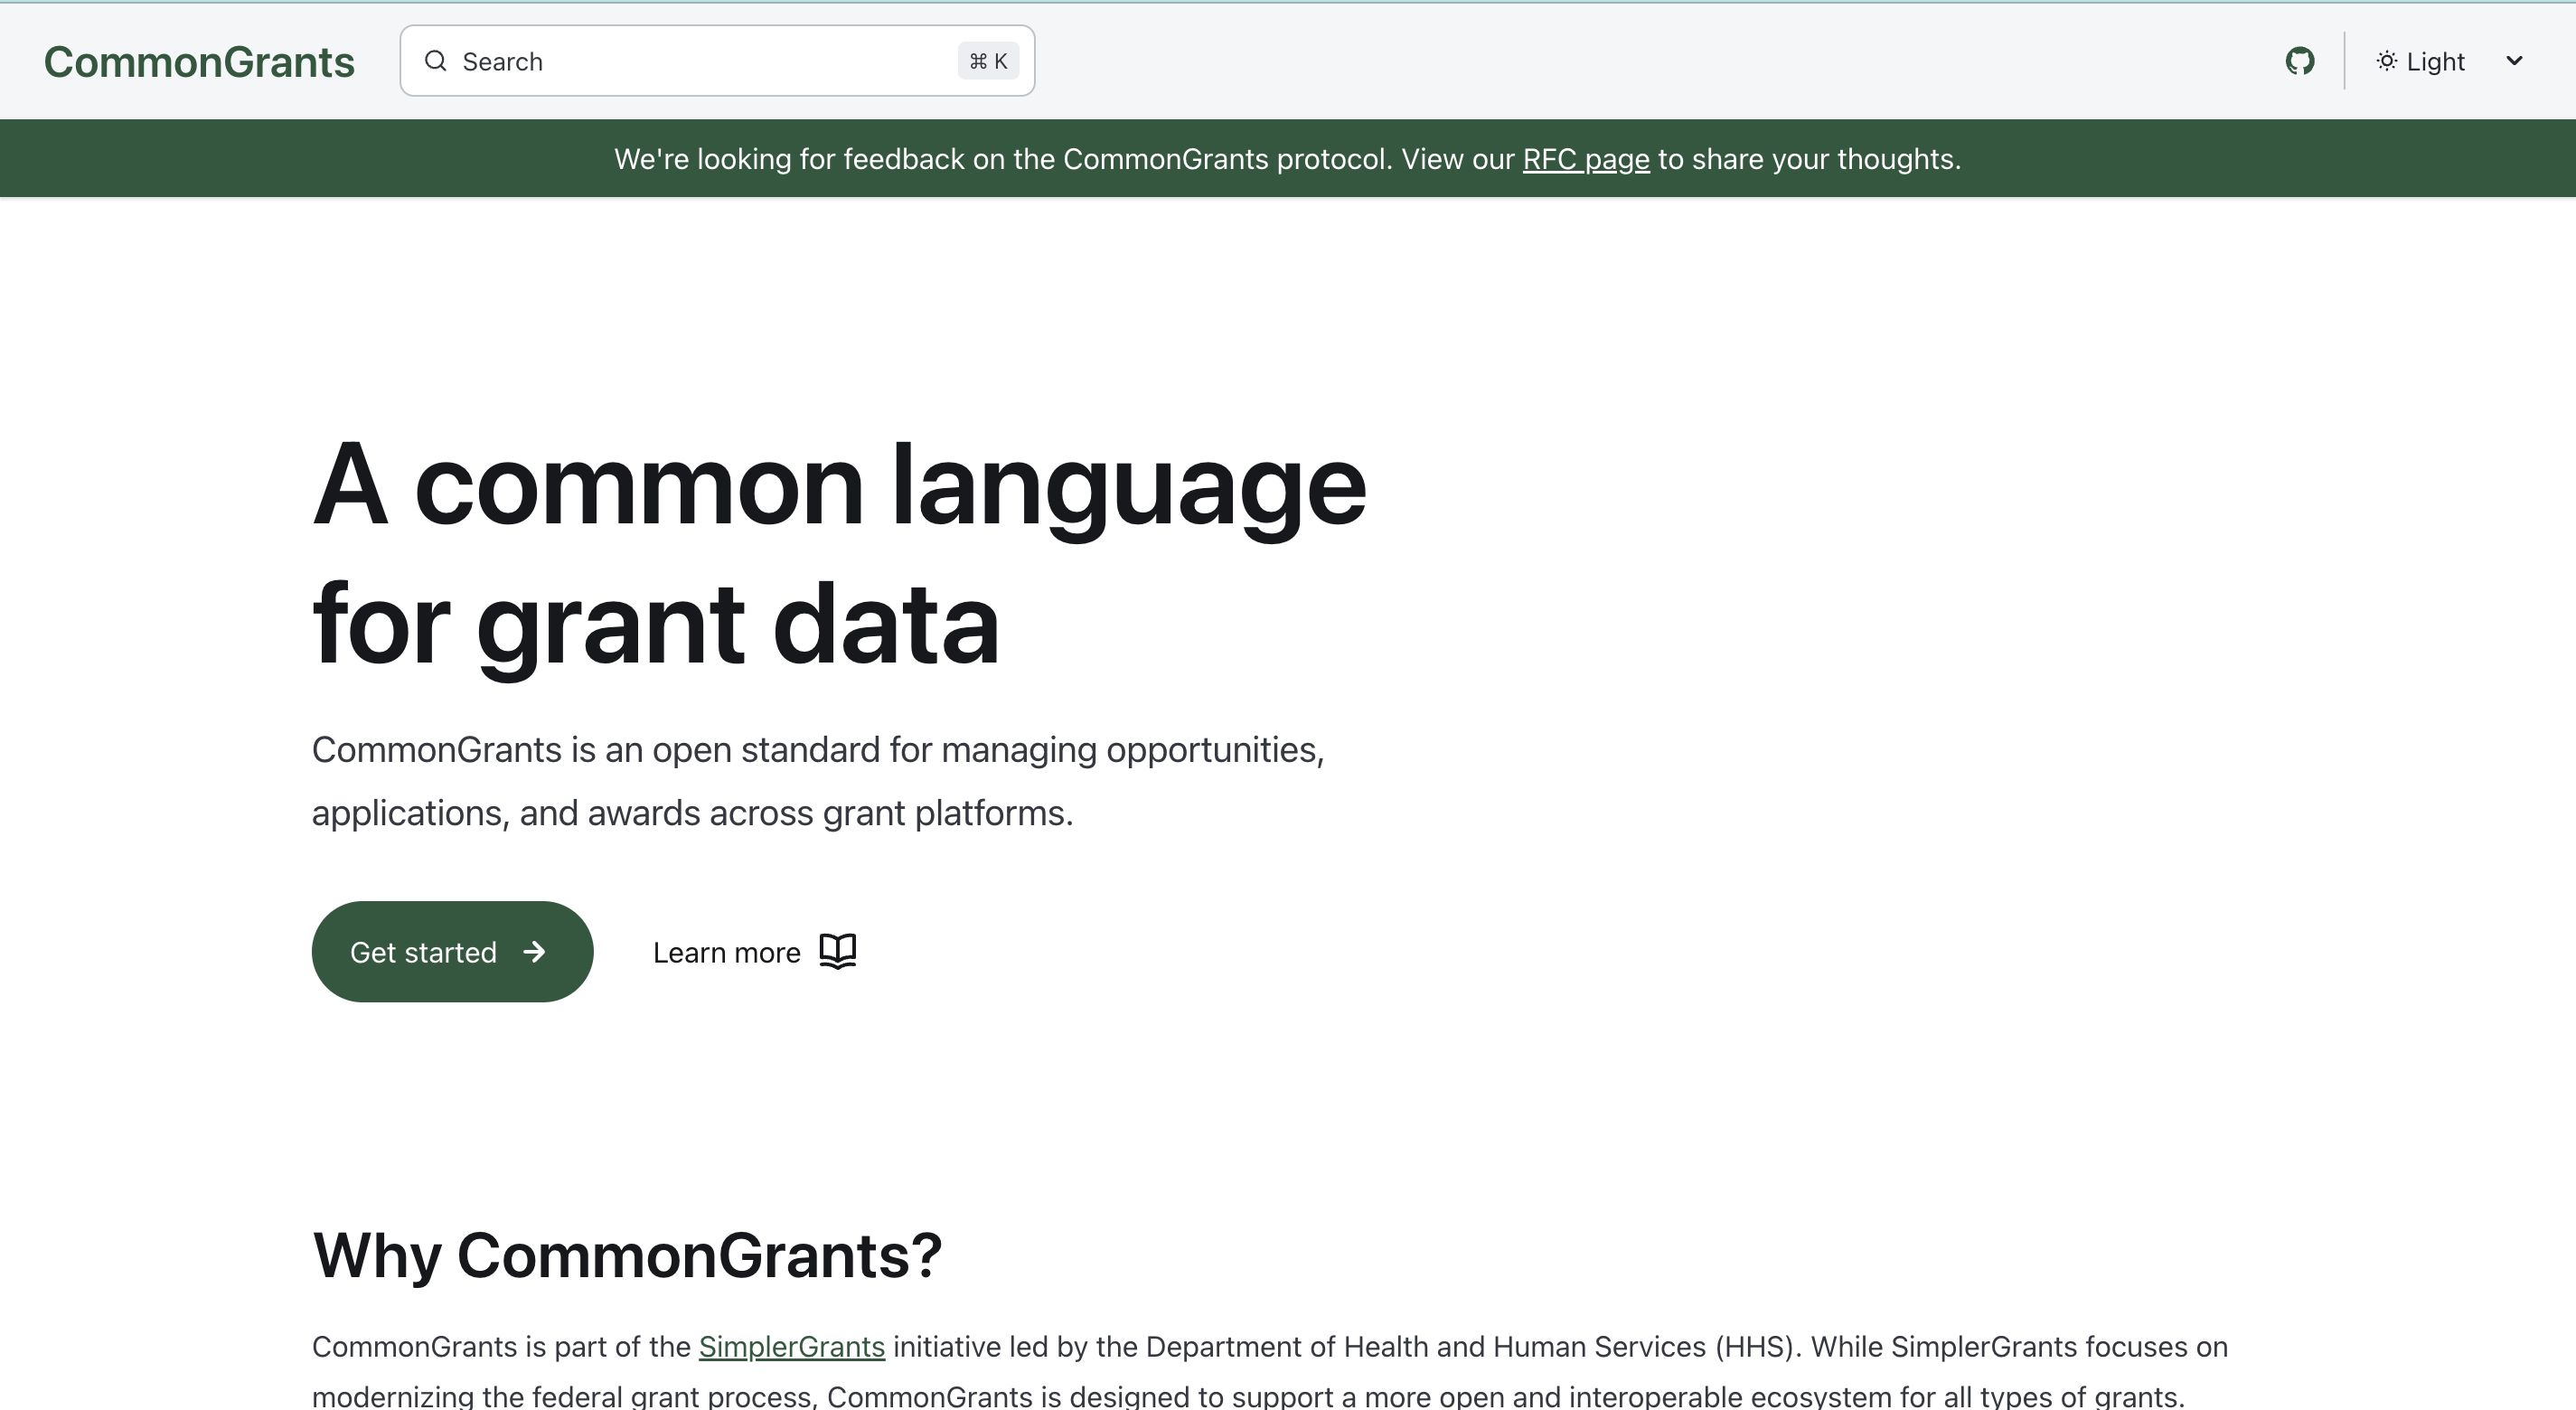 CommonGrants
Search
⌘ K
Light
We're looking for feedback on the CommonGrants protocol. View our RFC page to share your thoughts.
A common language
for grant data
CommonGrants is an open standard for managing opportunities,
applications, and awards across grant platforms.
Get started
Learn more
Why CommonGrants?
CommonGrants is part of the SimplerGrants initiative led by the Department of Health and Human Services (HHS). While SimplerGrants focuses on
modernizing the federal grant process, CommonGrants is designed to support a more open and interoperable ecosystem for all types of grants.